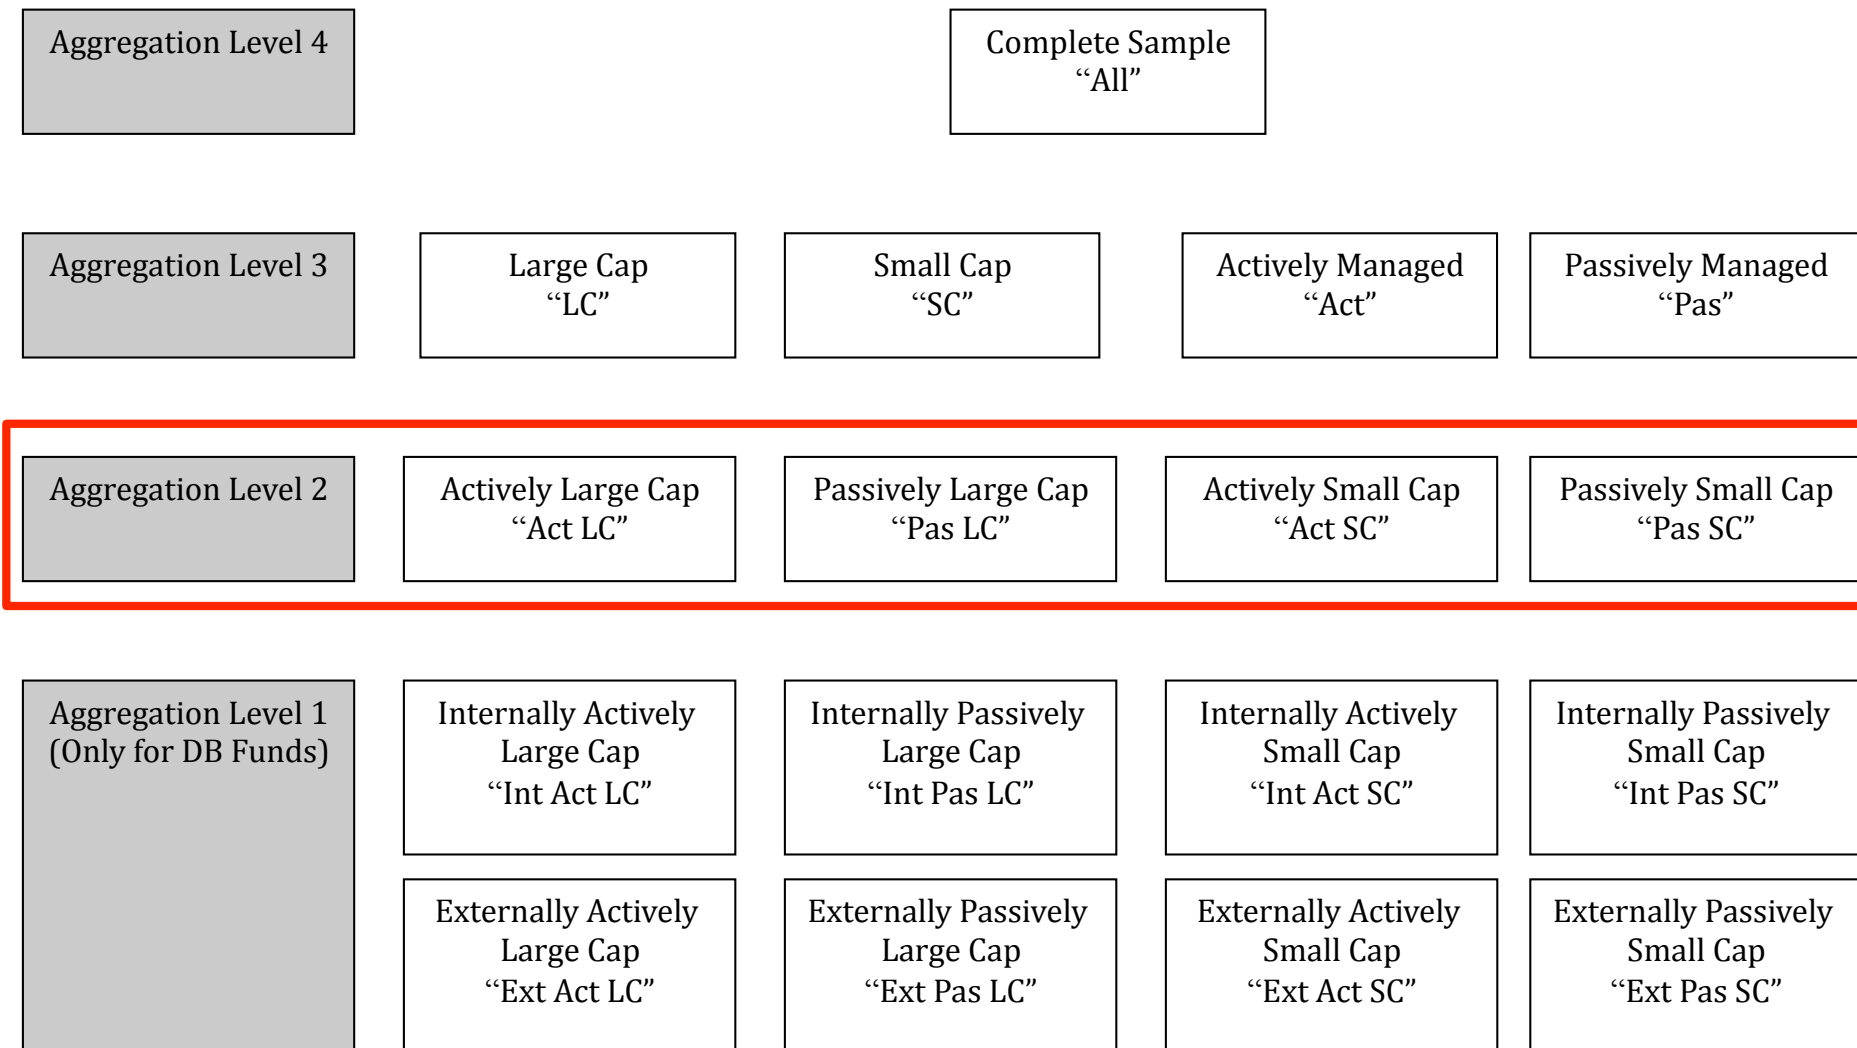 Aggregation Level 4
Complete Sample
“All”
Aggregation Level 3
Large Cap
“LC”
Small Cap
“SC”
Actively Managed
“Act”
Passively Managed
“Pas”
Aggregation Level 2
Actively Large Cap
“Act LC”
Passively Large Cap
“Pas LC”
Actively Small Cap
“Act SC”
Passively Small Cap
“Pas SC”
Aggregation Level 1
(Only for DB Funds)
Internally Actively
Large Cap
“Int Act LC”
Internally Passively
Large Cap
“Int Pas LC”
Internally Actively
Small Cap
“Int Act SC”
Internally Passively
Small Cap
“Int Pas SC”
Externally Actively
Large Cap
“Ext Act LC”
Externally Passively
Large Cap
“Ext Pas LC”
Externally Actively
Small Cap
“Ext Act SC”
Externally Passively
Small Cap
“Ext Pas SC”